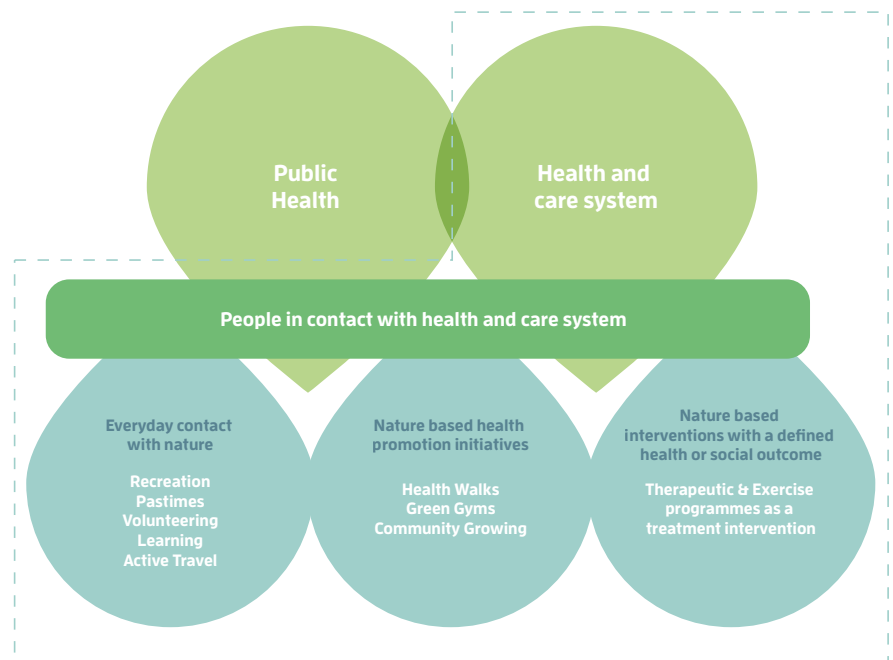 Public
Health
Health and
care system
People in contact with health and care system
Everyday contact
with nature
Recreation
Pastimes
Volunteering
Learning
Active Travel
Nature based health
promotion initiatives
Health Walks
Green Gyms
Community Growing
Nature based
interventions with a defined
health or social outcome
Therapeutic & Exercise
programmes as a
treatment intervention